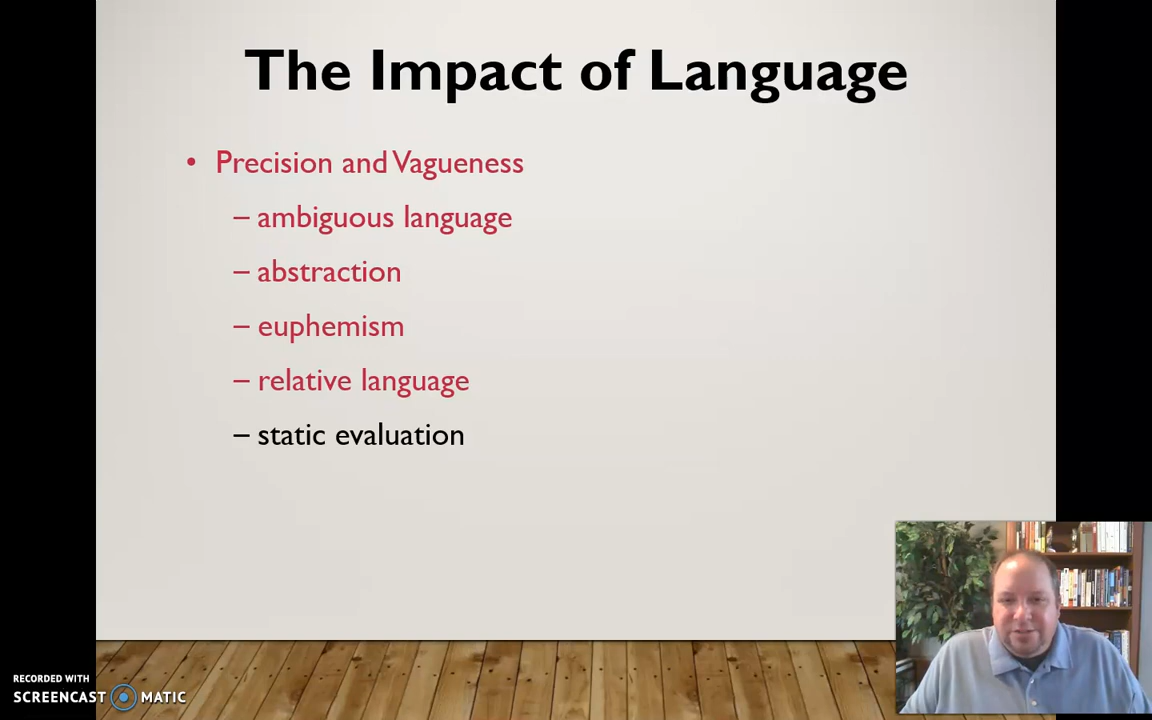 The Impact of Language
• Precision and Vagueness
– ambiguous language
– abstraction
– euphemism
– relative language
– static evaluation
RECORDED WITH
SCREENCAST MATIC